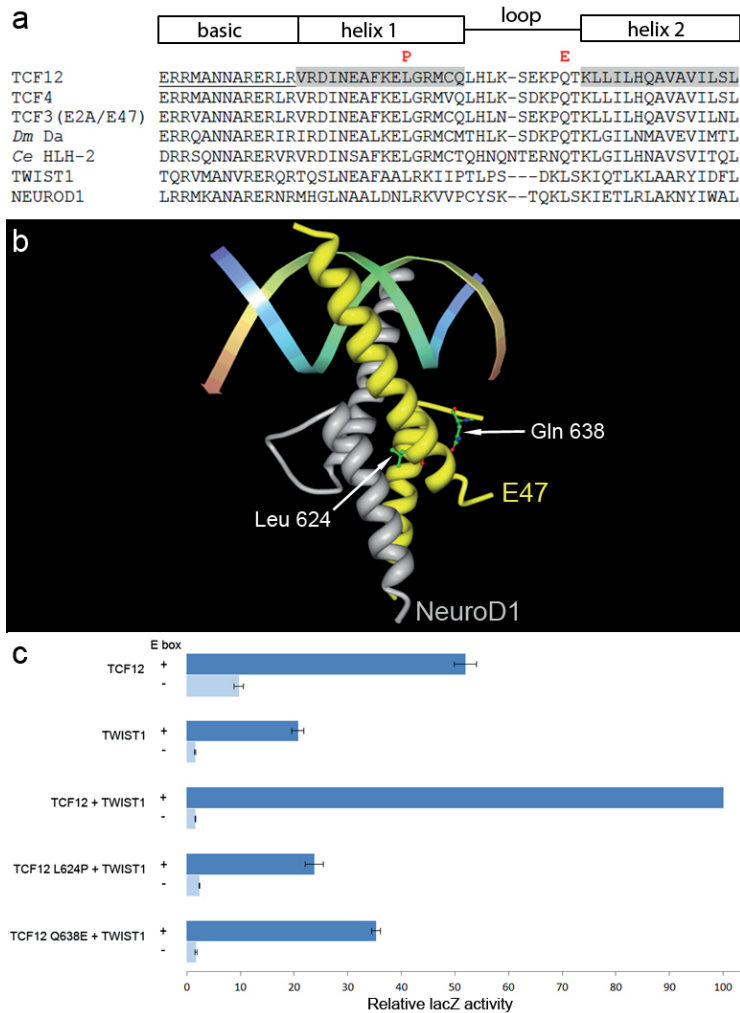 a
basic helix 1 loop helix 2
P E
TCF12 ERRMANNARERLRVRDINEAFKELGRMCQLHLK-SEKPQTKLLILHQAVAVILSL
TCF4 ERRMANNARERLRVRDINEAFKELGRMVQLHLK-SDKPQTKLLILHQAVAVILSL
TCF3(E2A/E47) ERRVANNARERLRVRDINEAFKELGRMCQLHLN-SEKPQTKLLILHQAVSVILNL
Dm Da ERRQANNARERIRIRDINEALKELGRMCMTHLK-SDKPQTKLGILNMAVEVIMTL
Ce HLH-2 DRRSQNNARERVRVRDINSAFKELGRMCTQHNQNTERNQTKLGILHNAVSVITQL
TWIST1 TQRVMANVRERQRTQSLNEAFAALRKIIPTLPS---DKLSKIQTLKLAARYIDFL
NEUROD1 LRRMKANARERNRMHGLNAALDNLRKVVPCYSK--TQKLSKIETLRLAKNYIWAL
b
Gln 638
Leu 624
E47
NeuroD1
c
E box
TCF12 +
-
TWIST1 +
-
TCF12 + TWIST1 +
-
TCF12 L624P + TWIST1 +
-
TCF12 Q638E + TWIST1 +
-
0 10 20 30 40 50 60 70 80 90 100
Relative lacZ activity